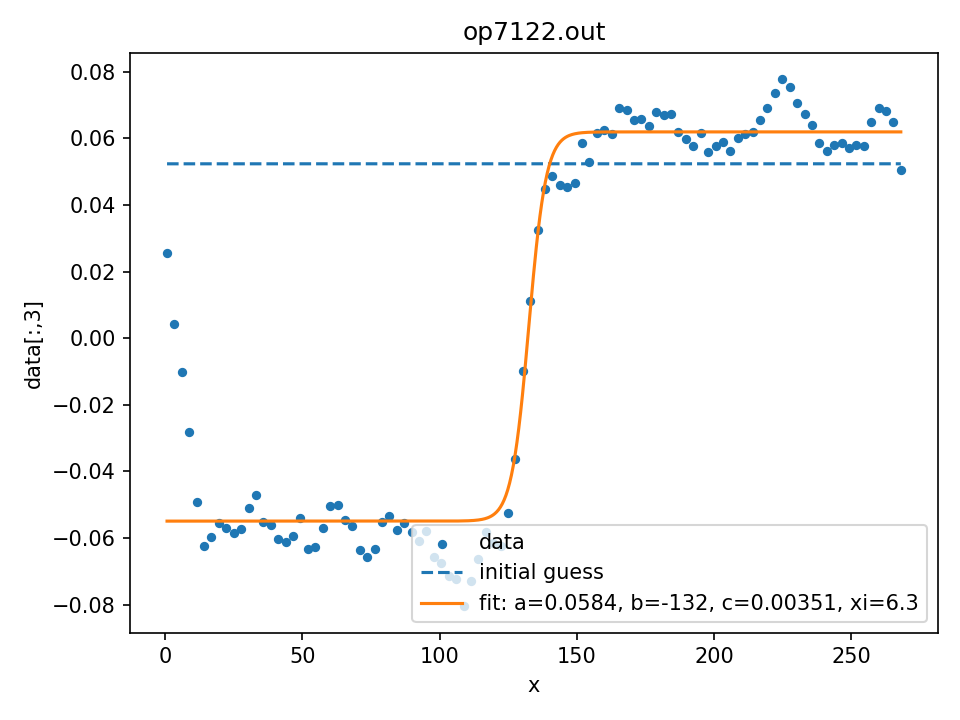 op7122.out
0.08
0.06
0.04
0.02
0.00
−0.02
−0.04
−0.06
−0.08
data[:,3]
data
initial guess
fit: a=0.0584, b=-132, c=0.00351, xi=6.3
0 50 100 150 200 250
x